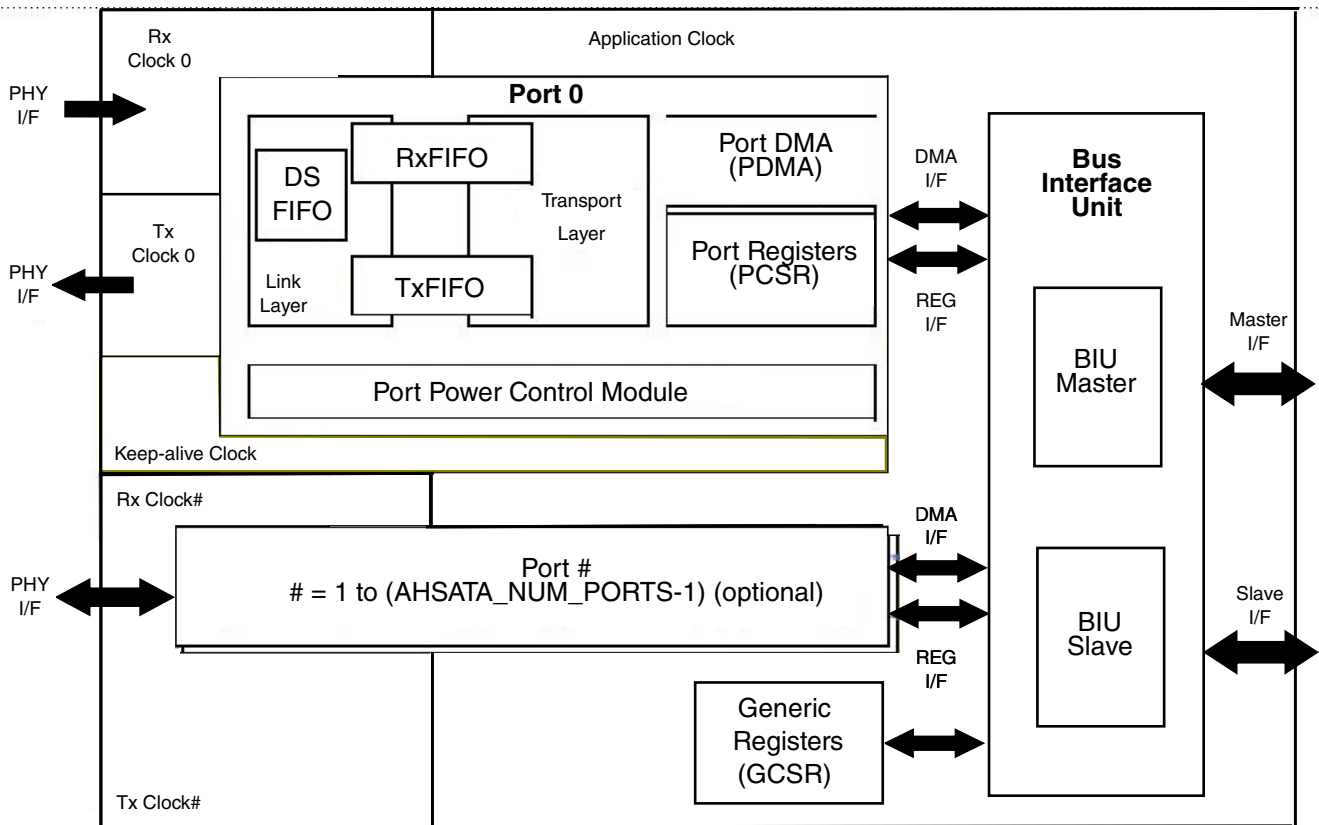 Rx
Clock 0
Application Clock
PHY
I/F
Port 0
RxFIFO
DS
FIFO
Transport
Layer
Port DMA
(PDMA)
DMA
I/F
Bus
Interface
Unit
Tx
Clock 0
PHY
I/F
Link
Layer
TxFIFO
Port Registers
(PCSR)
REG
I/F
Master
I/F
BIU
Master
Port Power Control Module
Keep-alive Clock
Rx Clock#
PHY
I/F
Port #
# = 1 to (AHSATA_NUM_PORTS-1) (optional)
DMA
I/F
REG
I/F
BIU
Slave
Slave
I/F
Generic
Registers
(GCSR)
Tx Clock#